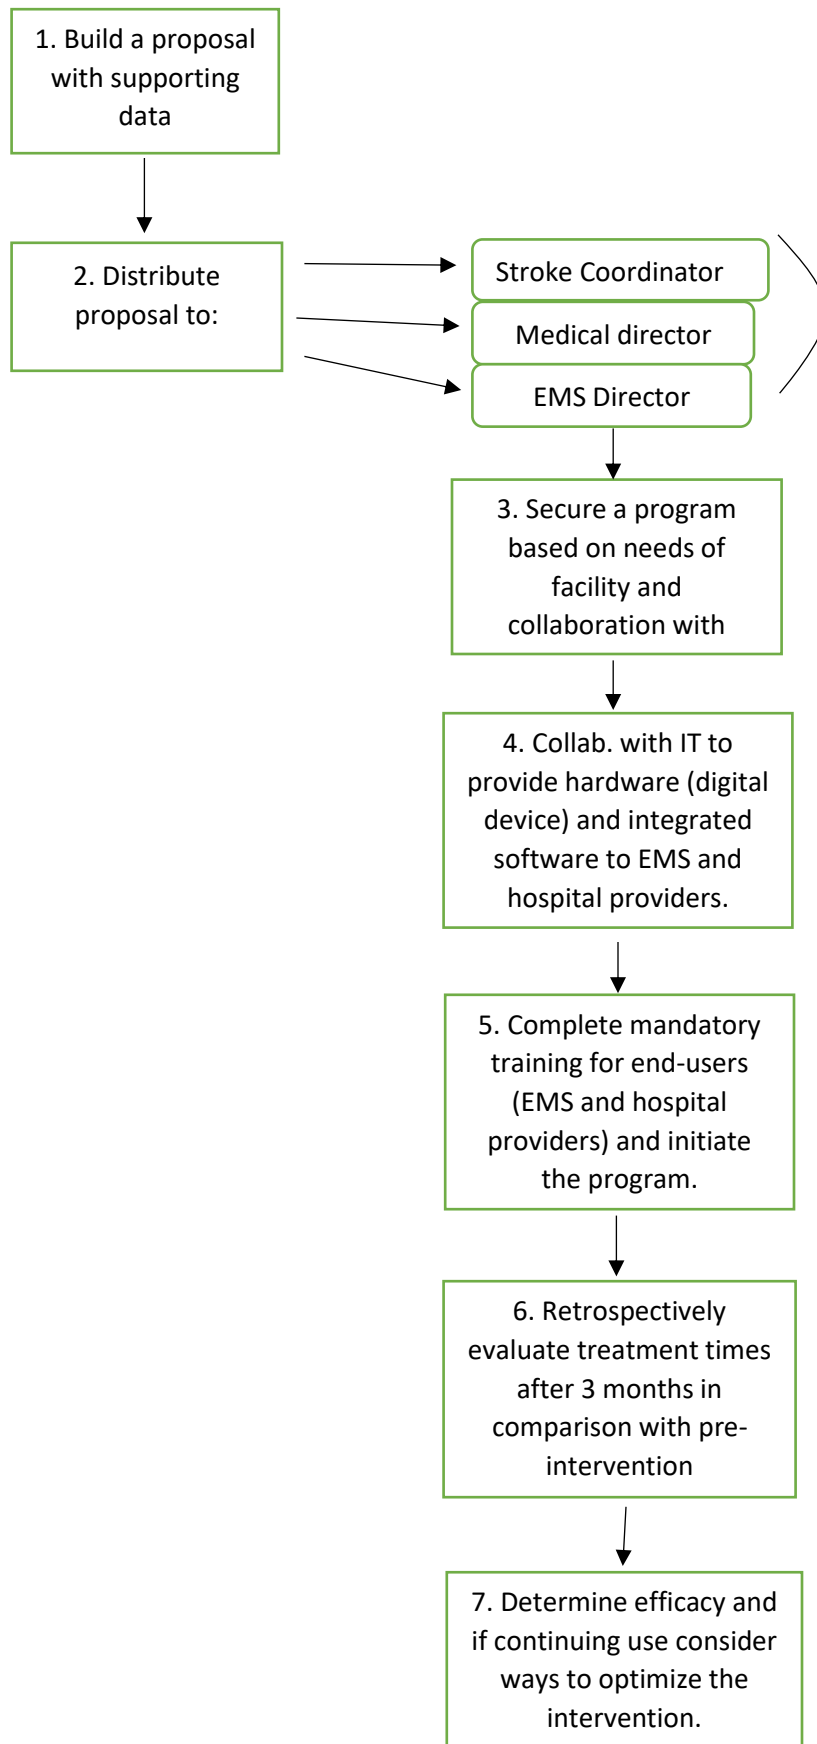 1. Build a proposal
with supporting
data
2. Distribute
proposal to:
Stroke Coordinator
Medical director
EMS Director
3. Secure a program
based on needs of
facility and
collaboration with
4. Collab. with IT to
provide hardware (digital
device) and integrated
software to EMS and
hospital providers.
5. Complete mandatory
training for end-users
(EMS and hospital
providers) and initiate
the program.
6. Retrospectively
evaluate treatment times
after 3 months in
comparison with pre-
intervention
7. Determine efficacy and
if continuing use consider
ways to optimize the
intervention.